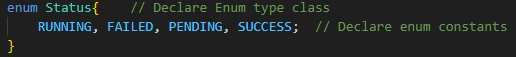 enum Status{    // Declare Enum type class
    RUNNING, FAILED, PENDING, SUCCESS;  // Declare enum constants
}